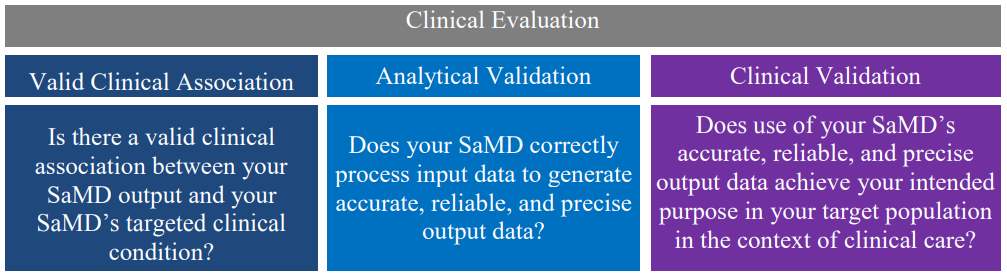 Clinical Evaluation
Valid Clinical Association
Is there a valid clinical
association between your
SaMD output and your
SaMD's targeted clinical
condition?
Analytical Validation
Does your SaMD correctly
process input data to generate
accurate, reliable, and precise
output data?
Clinical Validation
Does use of your SaMD's
accurate, reliable, and precise
output data achieve your intended
purpose in your target population
in the context of clinical care?